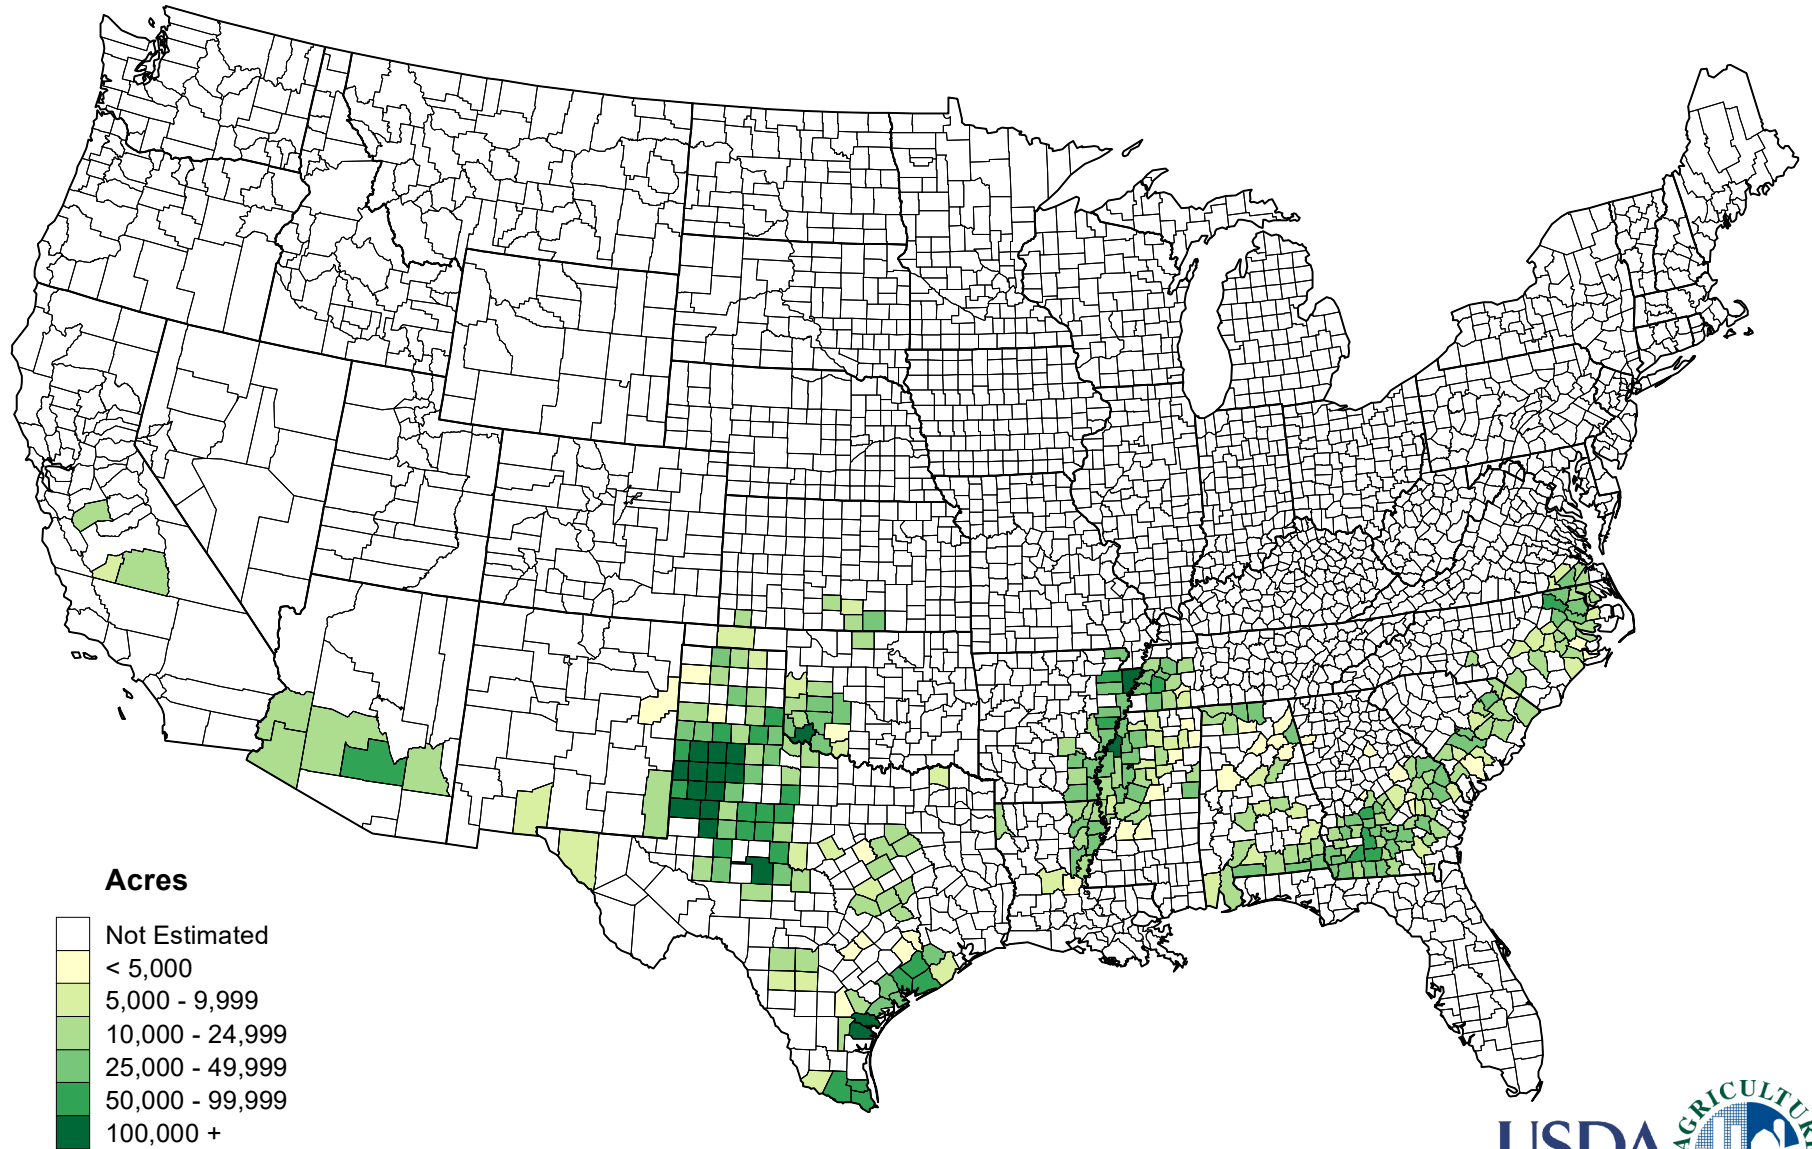 Acres
Not Estimated
< 5,000
5,000 - 9,999
10,000 - 24,999
25,000 - 49,999
50,000 - 99,999
100,000 +
USDA